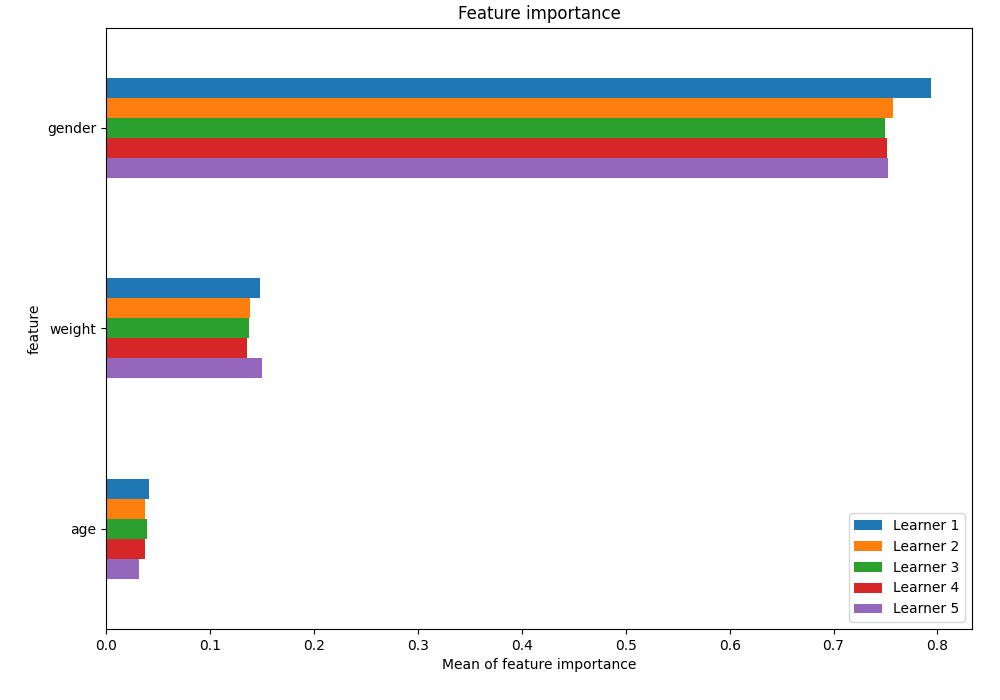 Feature importance
gender
weight
age
feature
0.0 0.1 0.2 0.3 0.4 0.5 0.6 0.7 0.8
Mean of feature importance
Learner 1
Learner 2
Learner 3
Learner 4
Learner 5